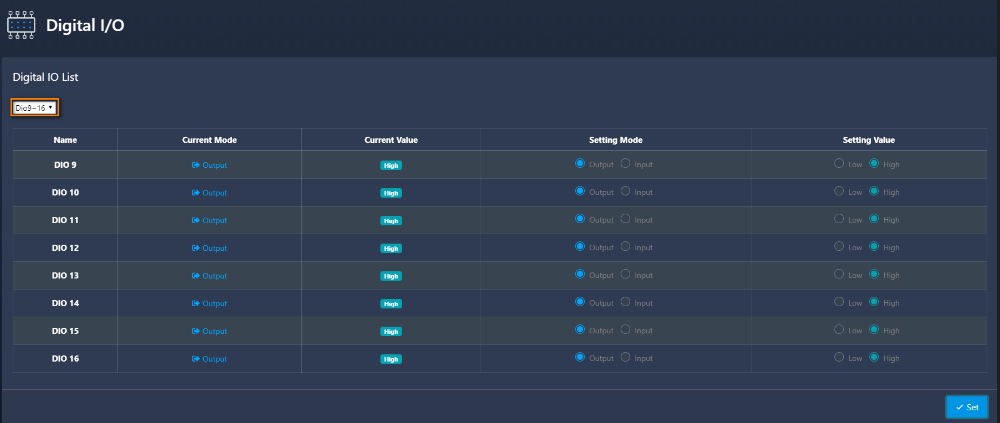 Digital I/O
Digital IO List
Dio9~16
Name Current Mode Current Value Setting Mode Setting Value
DIO 9 Output High Output Input Low High
DIO 10 Output High Output Input Low High
DIO 11 Output High Output Input Low High
DIO 12 Output High Output Input Low High
DIO 13 Output High Output Input Low High
DIO 14 Output High Output Input Low High
DIO 15 Output High Output Input Low High
DIO 16 Output High Output Input Low High
Set